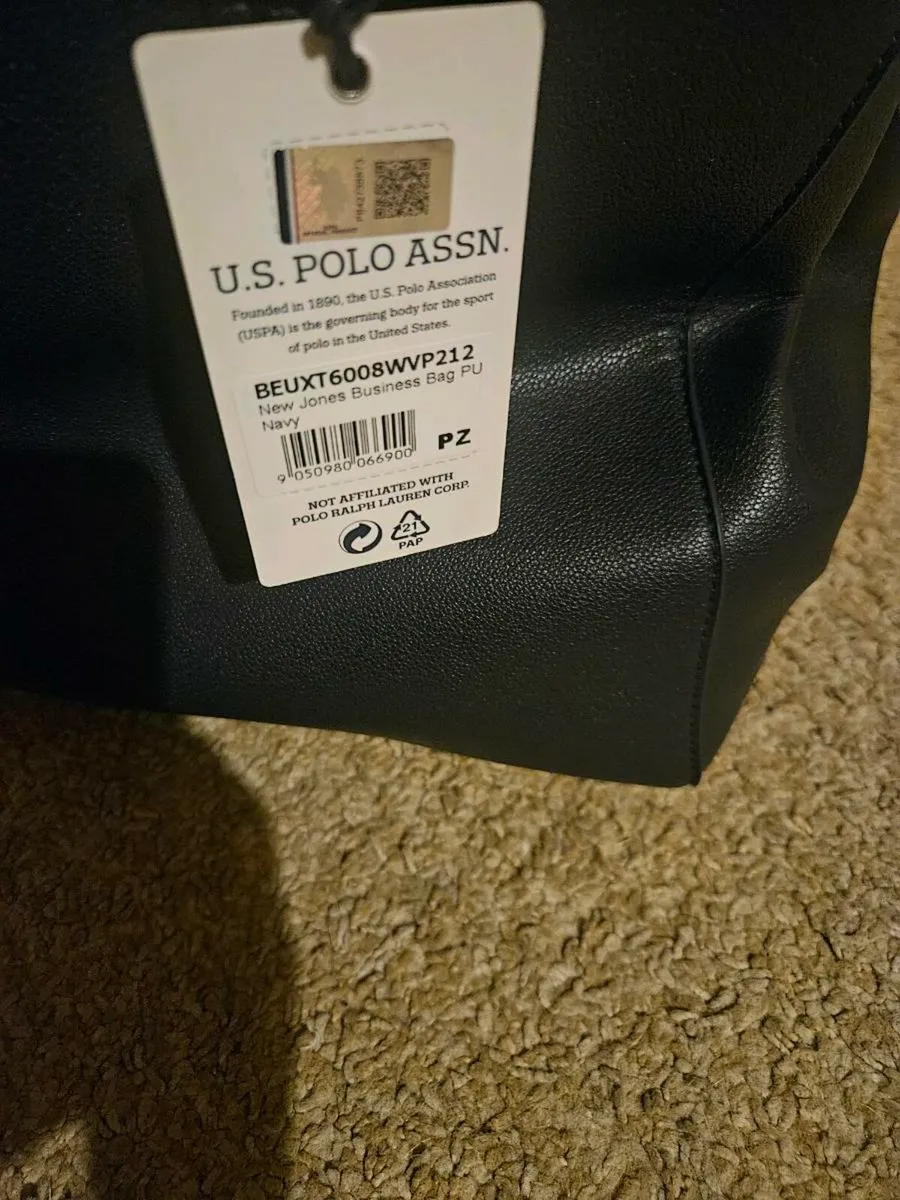 U.S. POLO ASSN.
Founded in 1890, the U.S. Polo Association
(USPA) is the governing body for the sport
of polo in the United States.
BEUXT6008WVP212
New Jones Business Bag PU
Navy
9 050980 066900
PZ
NOT AFFILIATED WITH
POLO RALPH LAUREN CORP.
21
PAP